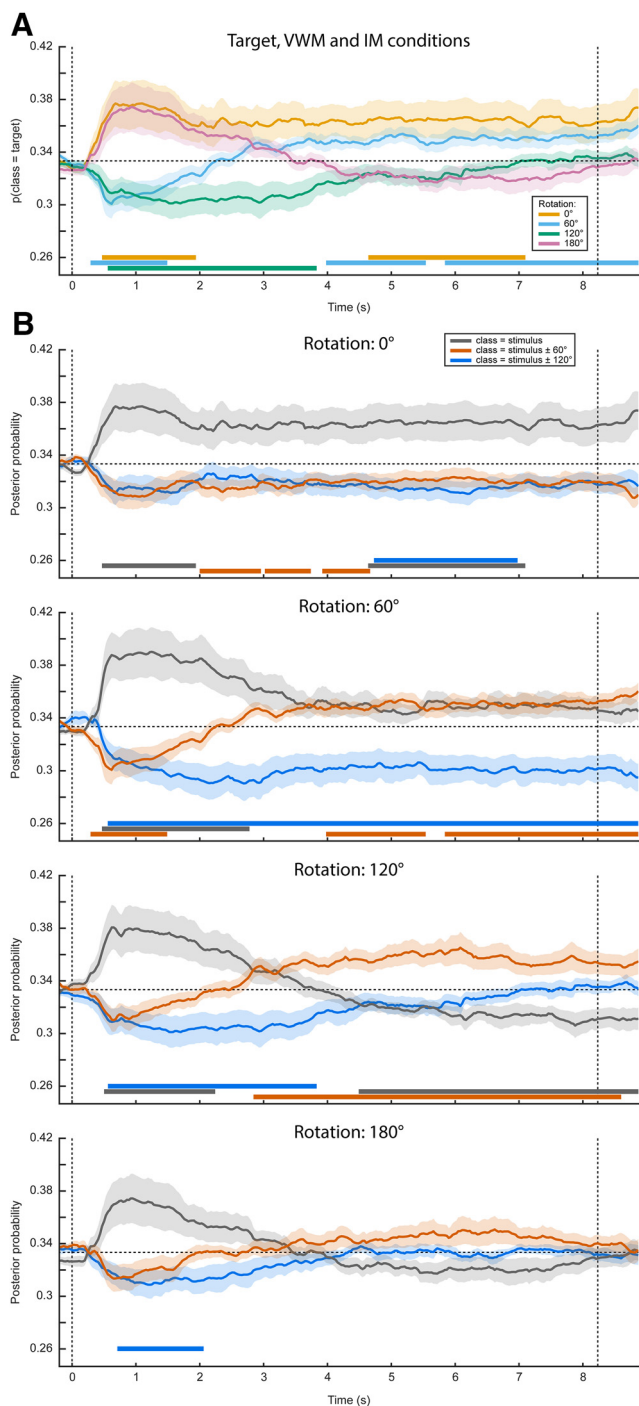 A
Target, VWM and IM conditions
0.42
0.38
0.34
0.3
0.26
p(class = target)
Rotation:
0°
60°
120°
180°
0 1 2 3 4 5 6 7 8
Time (s)
B
Rotation: 0°
class = stimulus
class = stimulus ± 60°
class = stimulus ± 120°
0.42
0.38
0.34
0.3
0.26
Posterior probability
Rotation: 60°
0.42
0.38
0.34
0.3
0.26
Posterior probability
Rotation: 120°
0.42
0.38
0.34
0.3
0.26
Posterior probability
Rotation: 180°
0.42
0.38
0.34
0.3
0.26
Posterior probability
0 1 2 3 4 5 6 7 8
Time (s)